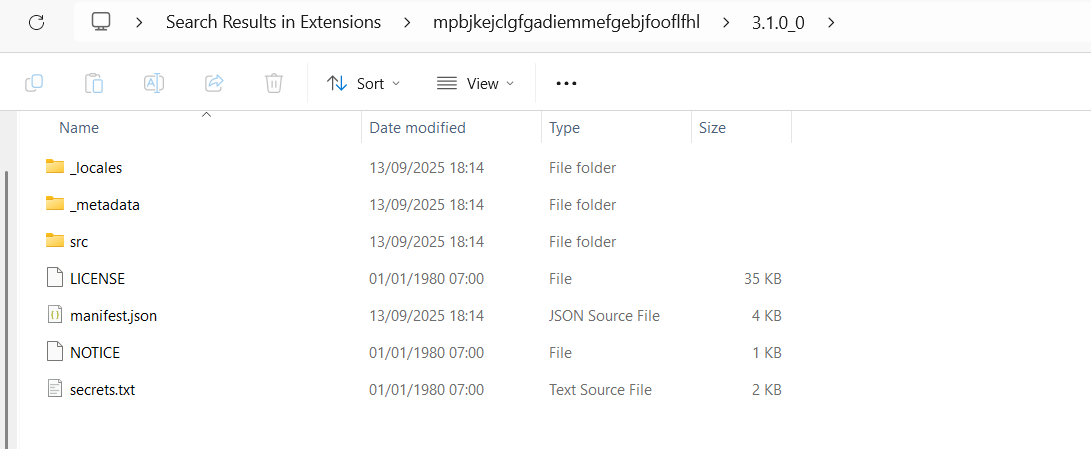 Search Results in Extensions > mpbjkejclgfgadiemmefgebjfooflfhl > 3.1.0_0 >
Sort View
Name Date modified Type Size
_locales 13/09/2025 18:14 File folder
_metadata 13/09/2025 18:14 File folder
src 13/09/2025 18:14 File folder
LICENSE 01/01/1980 07:00 File 35 KB
manifest.json 13/09/2025 18:14 JSON Source File 4 KB
NOTICE 01/01/1980 07:00 File 1 KB
secrets.txt 01/01/1980 07:00 Text Source File 2 KB